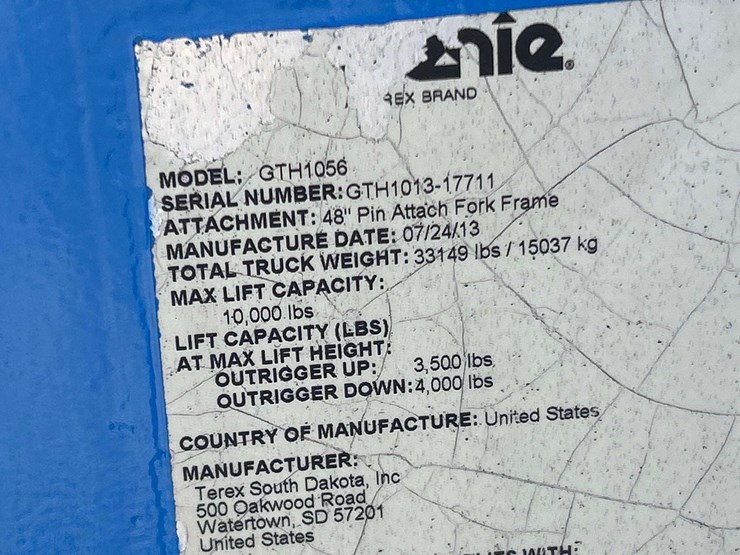 enie
REX BRAND
MODEL: GTH1056
SERIAL NUMBER: GTH1013-17711
ATTACHMENT: 48" Pin Attach Fork Frame
MANUFACTURE DATE: 07/24/13
TOTAL TRUCK WEIGHT: 33149 lbs / 15037 kg
MAX LIFT CAPACITY:
10,000 lbs
LIFT CAPACITY (LBS)
AT MAX LIFT HEIGHT:
OUTRIGGER UP: 3,500 lbs
OUTRIGGER DOWN: 4,000 lbs
COUNTRY OF MANUFACTURE: United States
MANUFACTURER:
Terex South Dakota, Inc
500 Oakwood Road
Watertown, SD 57201
United States
WITH: